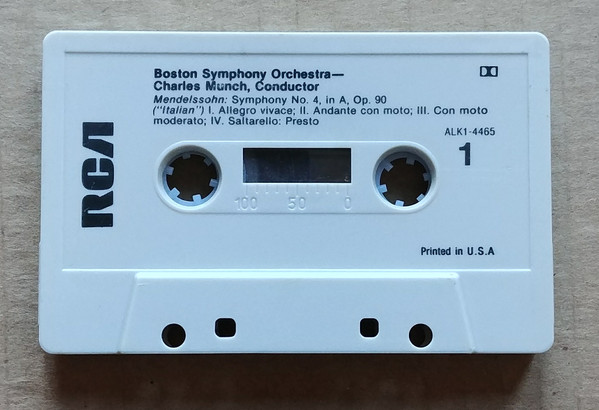 Boston Symphony Orchestra—
Charles Munch, Conductor
Mendelssohn: Symphony No. 4, in A, Op. 90
("Italian") I. Allegro vivace; II. Andante con moto; III. Con moto
moderato; IV. Saltarello: Presto
ALK1-4465
1
RCA
100 50 0
Printed in U.S.A